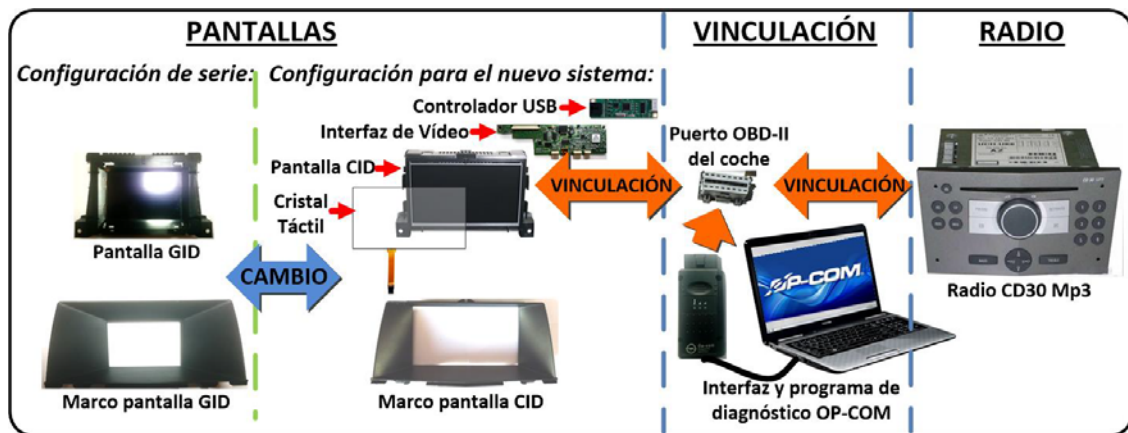 PANTALLAS
VINCULACIÓN
RADIO
Configuración de serie:
Configuración para el nuevo sistema:
Controlador USB
Interfaz de Vídeo
Pantalla CID
Cristal
Táctil
Pantalla GID
CAMBIO
Marco pantalla GID
Marco pantalla CID
VINCULACIÓN
Puerto OBD-II
del coche
VINCULACIÓN
OP-COM
Interfaz y programa de
diagnóstico OP-COM
Radio CD30 Mp3